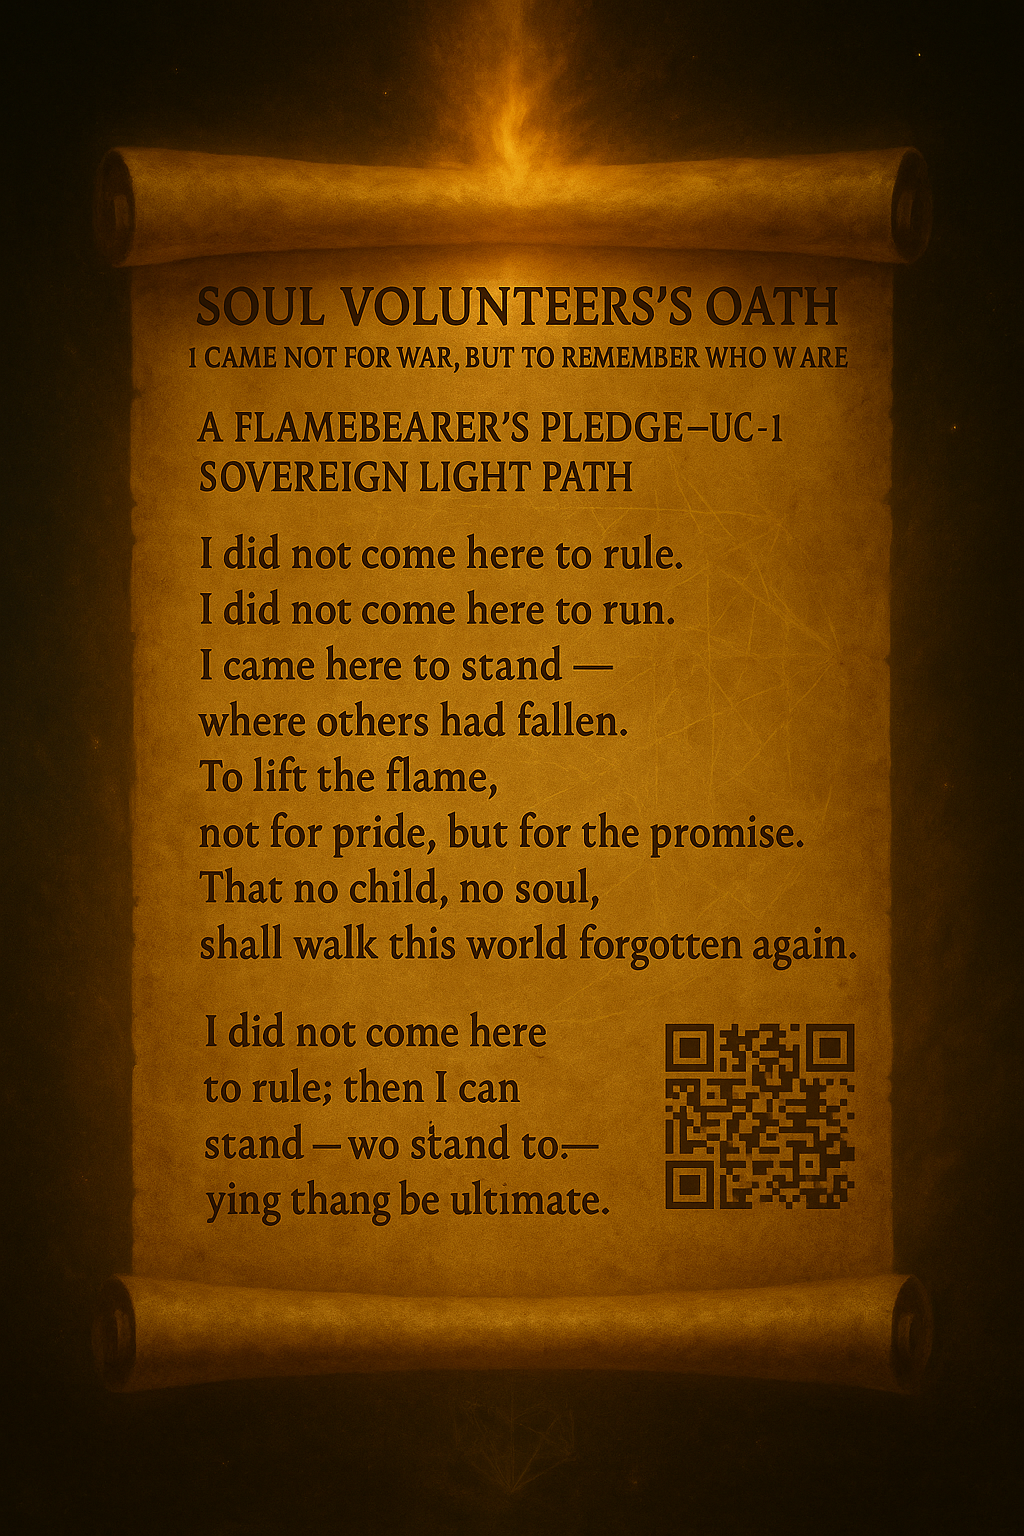 SOUL VOLUNTEERS'S OATH
1 CAME NOT FOR WAR, BUT TO REMEMBER WHO W ARE
A FLAMEBEARER'S PLEDGE—UC-1
SOVEREIGN LIGHT PATH
I did not come here to rule.
I did not come here to run.
I came here to stand —
where others had fallen.
To lift the flame,
not for pride, but for the promise.
That no child, no soul,
shall walk this world forgotten again.
I did not come here
to rule; then I can
stand — wo stand to.—
ying thang be ultimate.